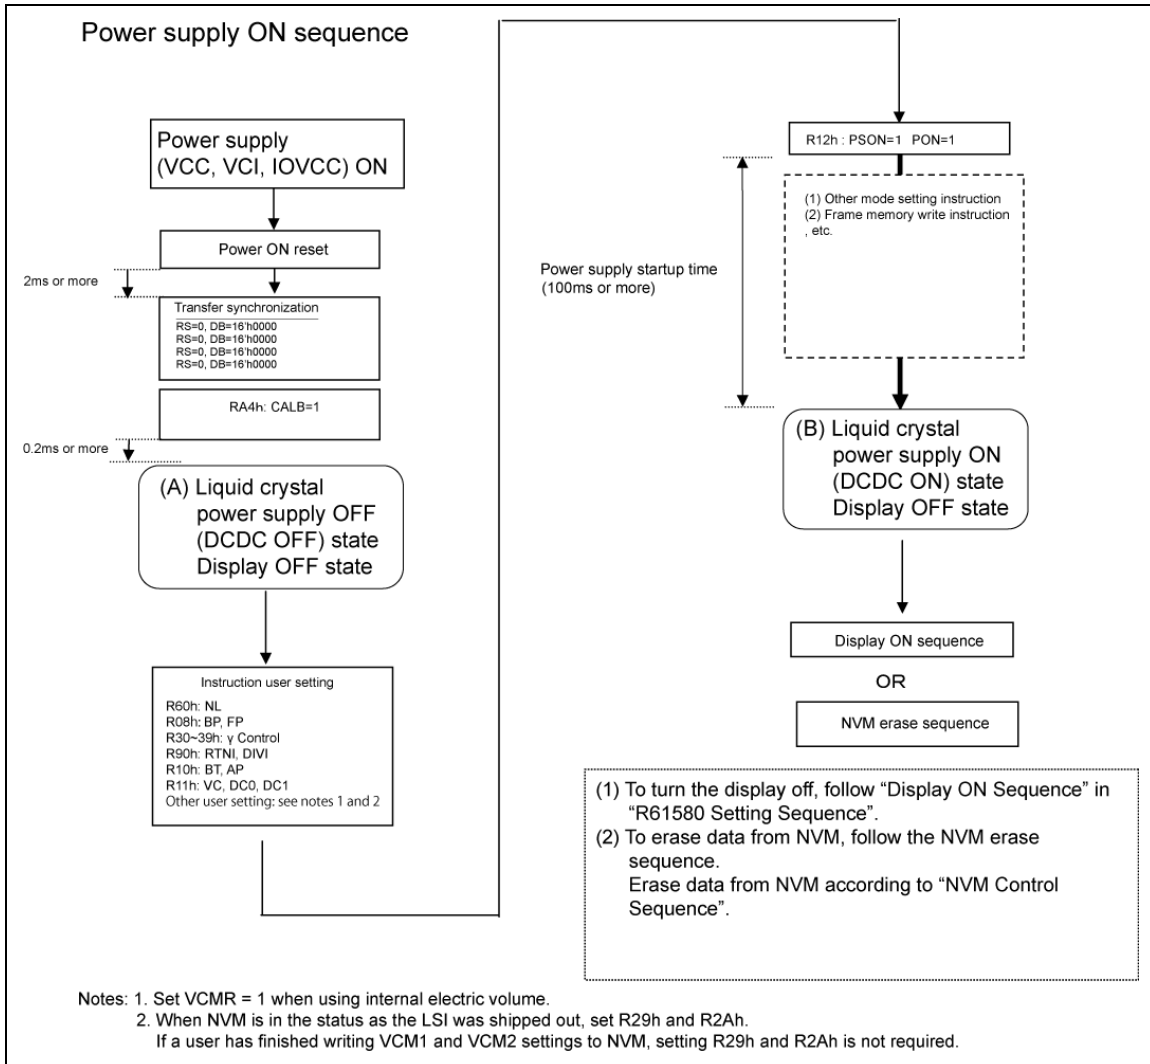 Power supply ON sequence
Power supply
(VCC, VCI, IOVCC) ON
Power ON reset
2ms or more
Transfer synchronization
RS=0, DB=16'h0000
RS=0, DB=16'h0000
RS=0, DB=16'h0000
RS=0, DB=16'h0000
RA4h: CALB=1
0.2ms or more
(A) Liquid crystal
power supply OFF
(DCDC OFF) state
Display OFF state
Instruction user setting
R60h: NL
R08h: BP, FP
R30~39h: γ Control
R90h: RTNI, DIVI
R10h: BT, AP
R11h: VC, DC0, DC1
Other user setting: see notes 1 and 2
R12h : PSON=1 PON=1
(1) Other mode setting instruction
(2) Frame memory write instruction
, etc.
Power supply startup time
(100ms or more)
(B) Liquid crystal
power supply ON
(DCDC ON) state
Display OFF state
Display ON sequence
OR
NVM erase sequence
(1) To turn the display off, follow “Display ON Sequence” in
“R61580 Setting Sequence”.
(2) To erase data from NVM, follow the NVM erase
sequence.
Erase data from NVM according to “NVM Control
Sequence”.
Notes: 1. Set VCMR = 1 when using internal electric volume.
2. When NVM is in the status as the LSI was shipped out, set R29h and R2Ah.
If a user has finished writing VCM1 and VCM2 settings to NVM, setting R29h and R2Ah is not required.